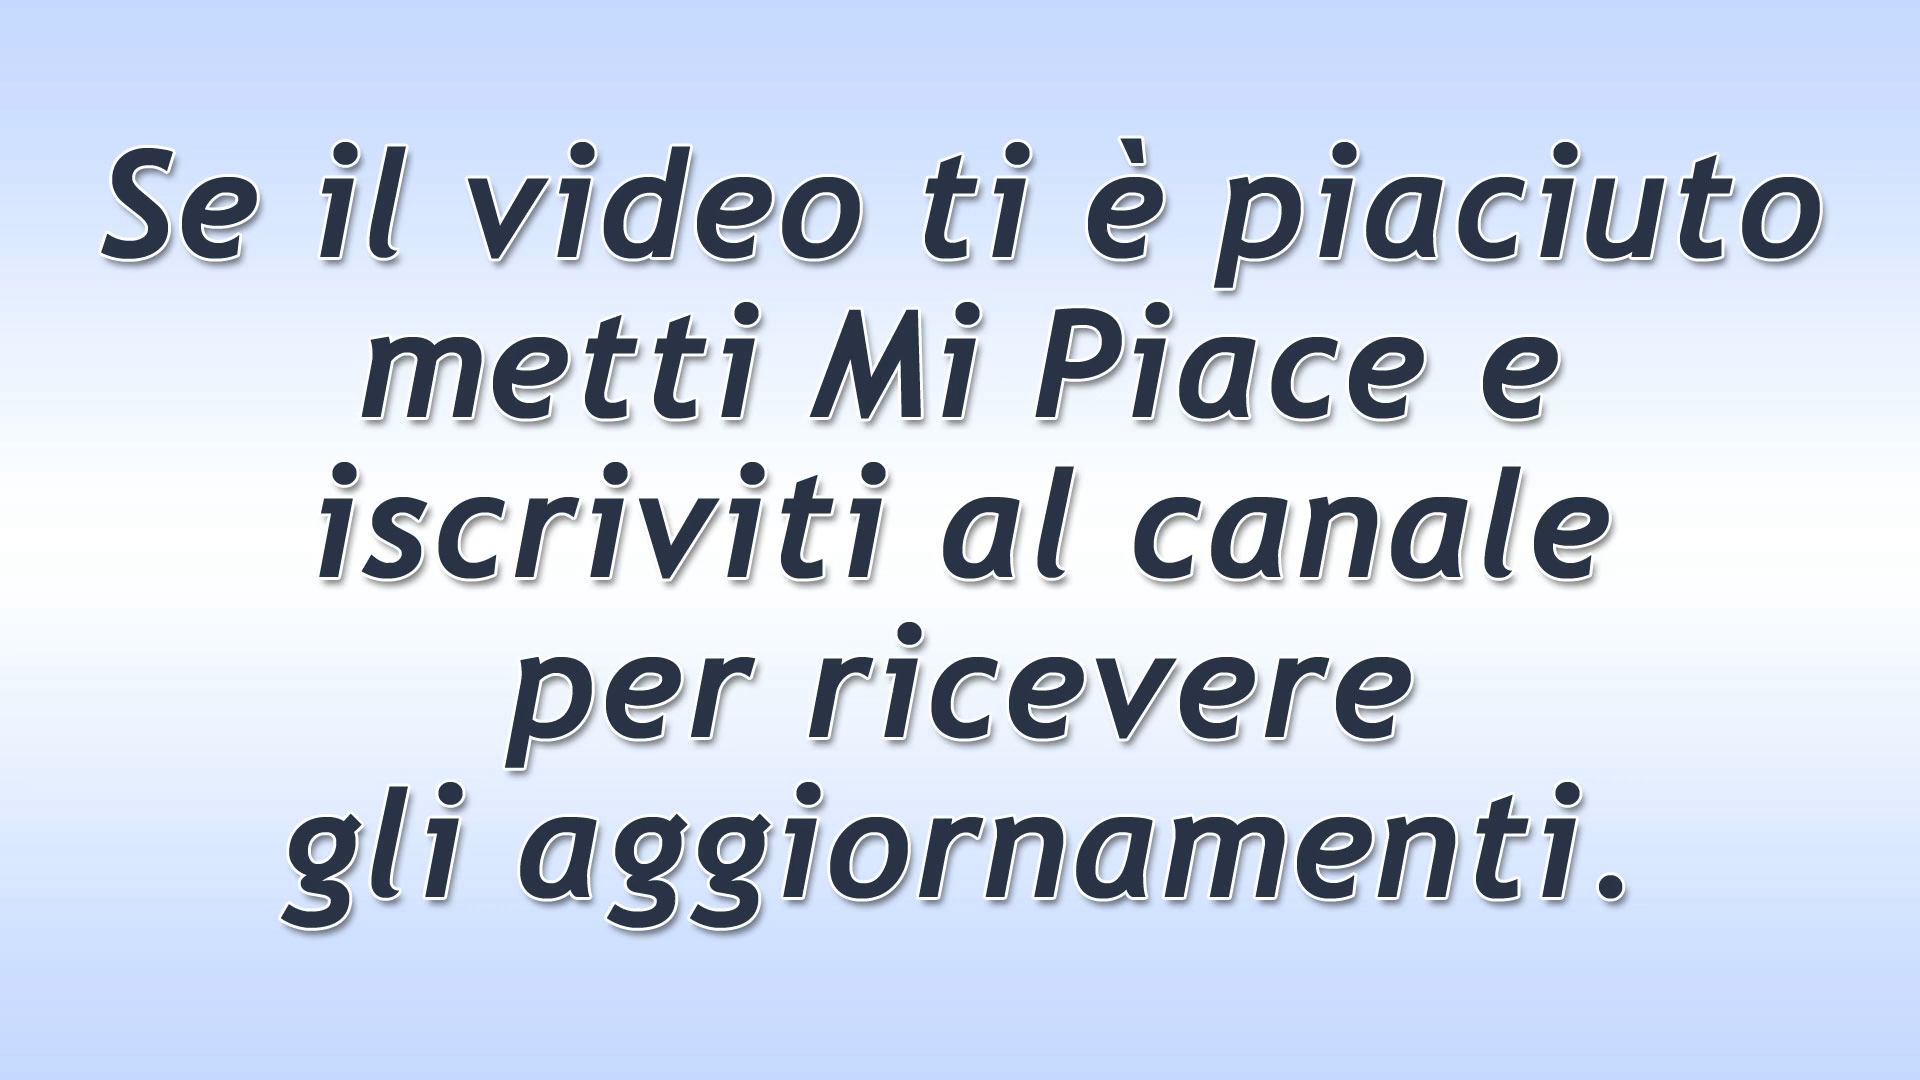 Se il video ti è piaciuto
metti Mi Piace e
iscriviti al canale
per ricevere
gli aggiornamenti.